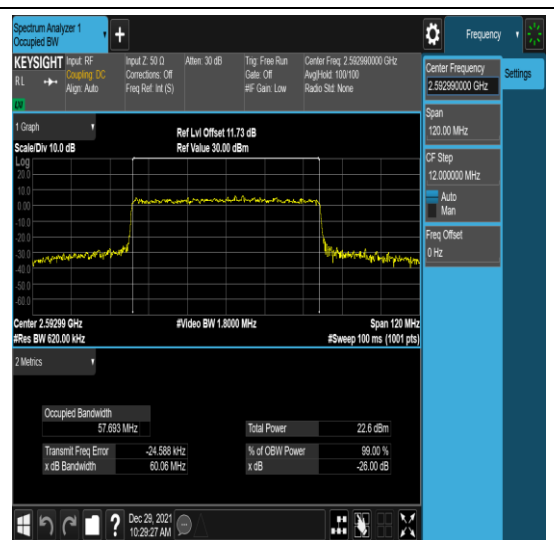 Spectrum Analyzer 1
Occupied BW
Frequency
KEYSIGHT
RL
Input: RF
Coupling: DC
Align: Auto
Input Z: 50 Ω
Corrections: Off
Freq Ref: Int (S)
Atten: 30 dB
Trig: Free Run
Gate: Off
#IF Gain: Low
Center Freq: 2.592990000 GHz
Avg|Hold: 100/100
Radio Std: None
Center Frequency
2.592990000 GHz
Settings
Span
120.00 MHz
CF Step
12.000000 MHz
Auto
Man
Freq Offset
0 Hz
1 Graph
Scale/Div 10.0 dB
Ref Lvl Offset 11.73 dB
Ref Value 30.00 dBm
Log
20.0
10.0
0.00
-10.0
-20.0
-30.0
-40.0
-50.0
-60.0
Center 2.59299 GHz
#Video BW 1.8000 MHz
Span 120 MHz
#Res BW 620.00 kHz
#Sweep 100 ms (1001 pts)
2 Metrics
Occupied Bandwidth
57.693 MHz
Total Power
22.6 dBm
Transmit Freq Error
-24.588 kHz
% of OBW Power
99.00 %
x dB Bandwidth
60.06 MHz
x dB
-26.00 dB
?
Dec 29, 2021
10:29:27 AM